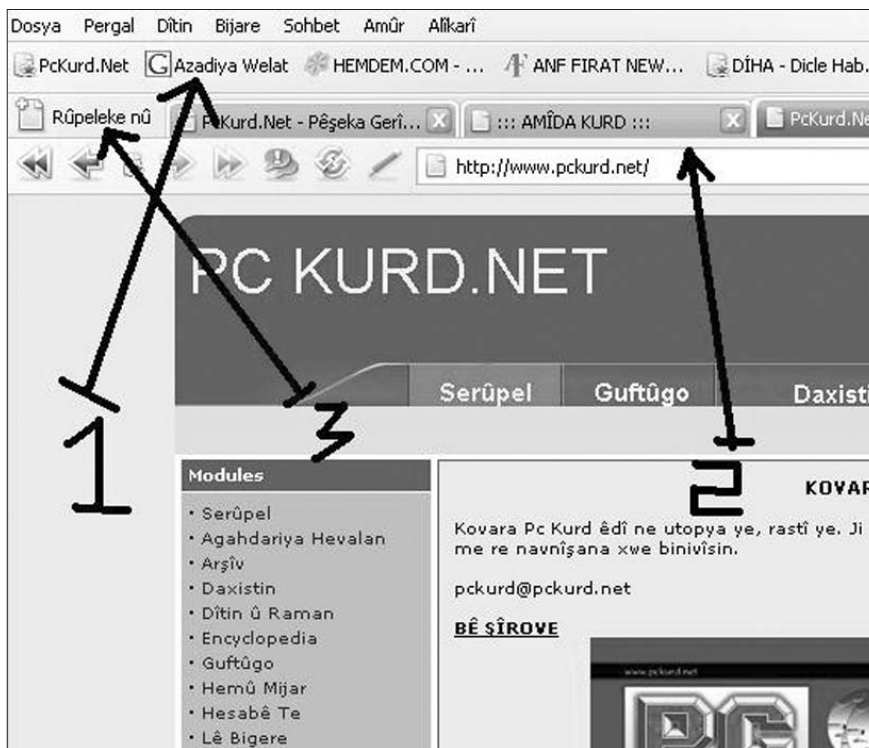 Dosya Pergal Dîtin Bijare Sohbet Amûr Alîkarî
PcKurd.Net Azadiya Welat HEMDEM.COM - ... ANF FIRAT NEW... DÎHA - Dicle Hab.
Rûpeleke nû PcKurd.Net - Pêşeka Gerî... ::: AMÎDA KURD ::: PcKurd.Ne
http://www.pckurd.net/
PC KURD.NET
Serûpel Guftûgo Daxisti
1 3 2
Modules
• Serûpel
• Agahdariya Hevalan
• Arşîv
• Daxistin
• Dîtin û Raman
• Encyclopedia
• Guftûgo
• Hemû Mijar
• Hesabê Te
• Lê Bigere
KOVAR
Kovara Pc Kurd êdî ne utopya ye, rastî ye. Ji
me re navnîşana xwe binivîsin.
pckurd@pckurd.net
BÊ ŞÎROVE
www.pckurd.net
PC